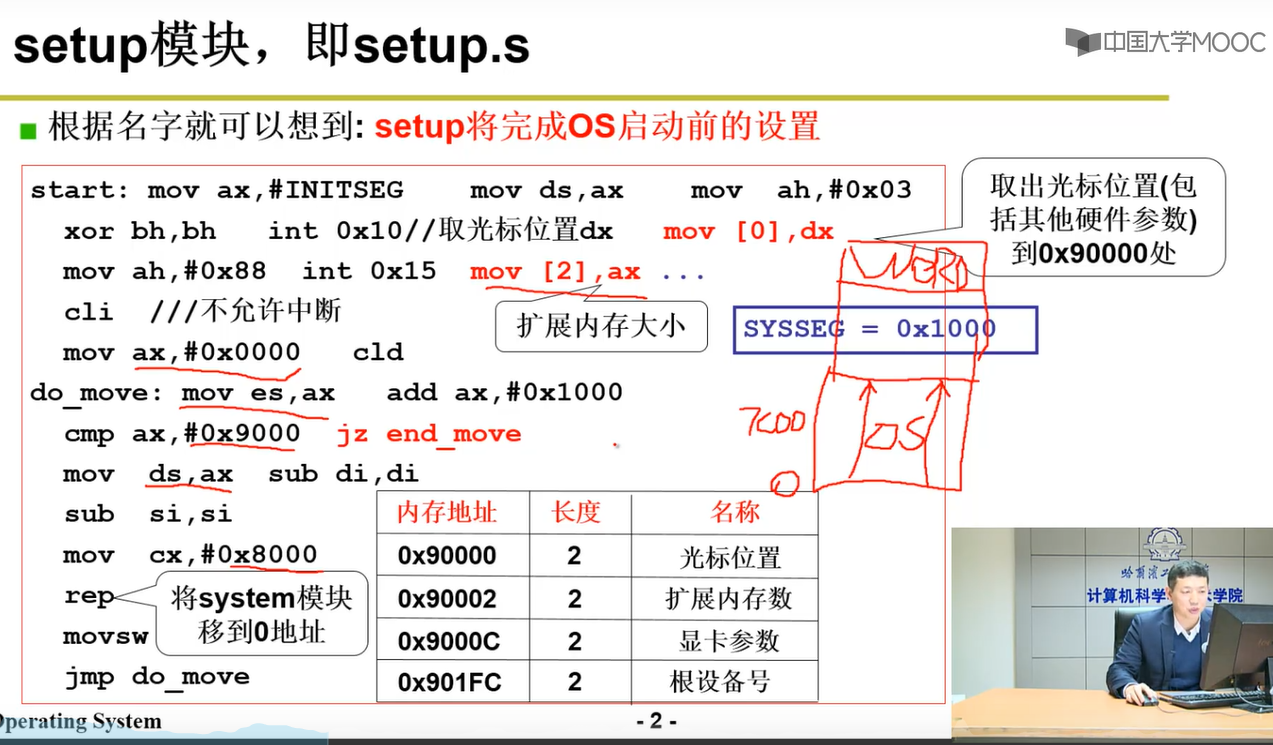 setup模块，即setup.s
中国大学MOOC
根据名字就可以想到: setup将完成OS启动前的设置
start: mov ax,#INITSEG mov ds,ax mov ah,#0x03
xor bh,bh int 0x10//取光标位置dx mov [0],dx
mov ah,#0x88 int 0x15 mov [2],ax ...
cli ///不允许中断
mov ax,#0x0000 cld
do_move: mov es,ax add ax,#0x1000
cmp ax,#0x9000 jz end_move
mov ds,ax sub di,di
sub si,si
mov cx,#0x8000
rep
movsw
jmp do_move
取出光标位置(包
括其他硬件参数)
到0x90000处
扩展内存大小
SYSSEG = 0x1000
7C00
OS
0
将system模块
移到0地址
内存地址 长度 名称
0x90000 2 光标位置
0x90002 2 扩展内存数
0x9000C 2 显卡参数
0x901FC 2 根设备号
计算机科学
术学院
Operating System
- 2 -